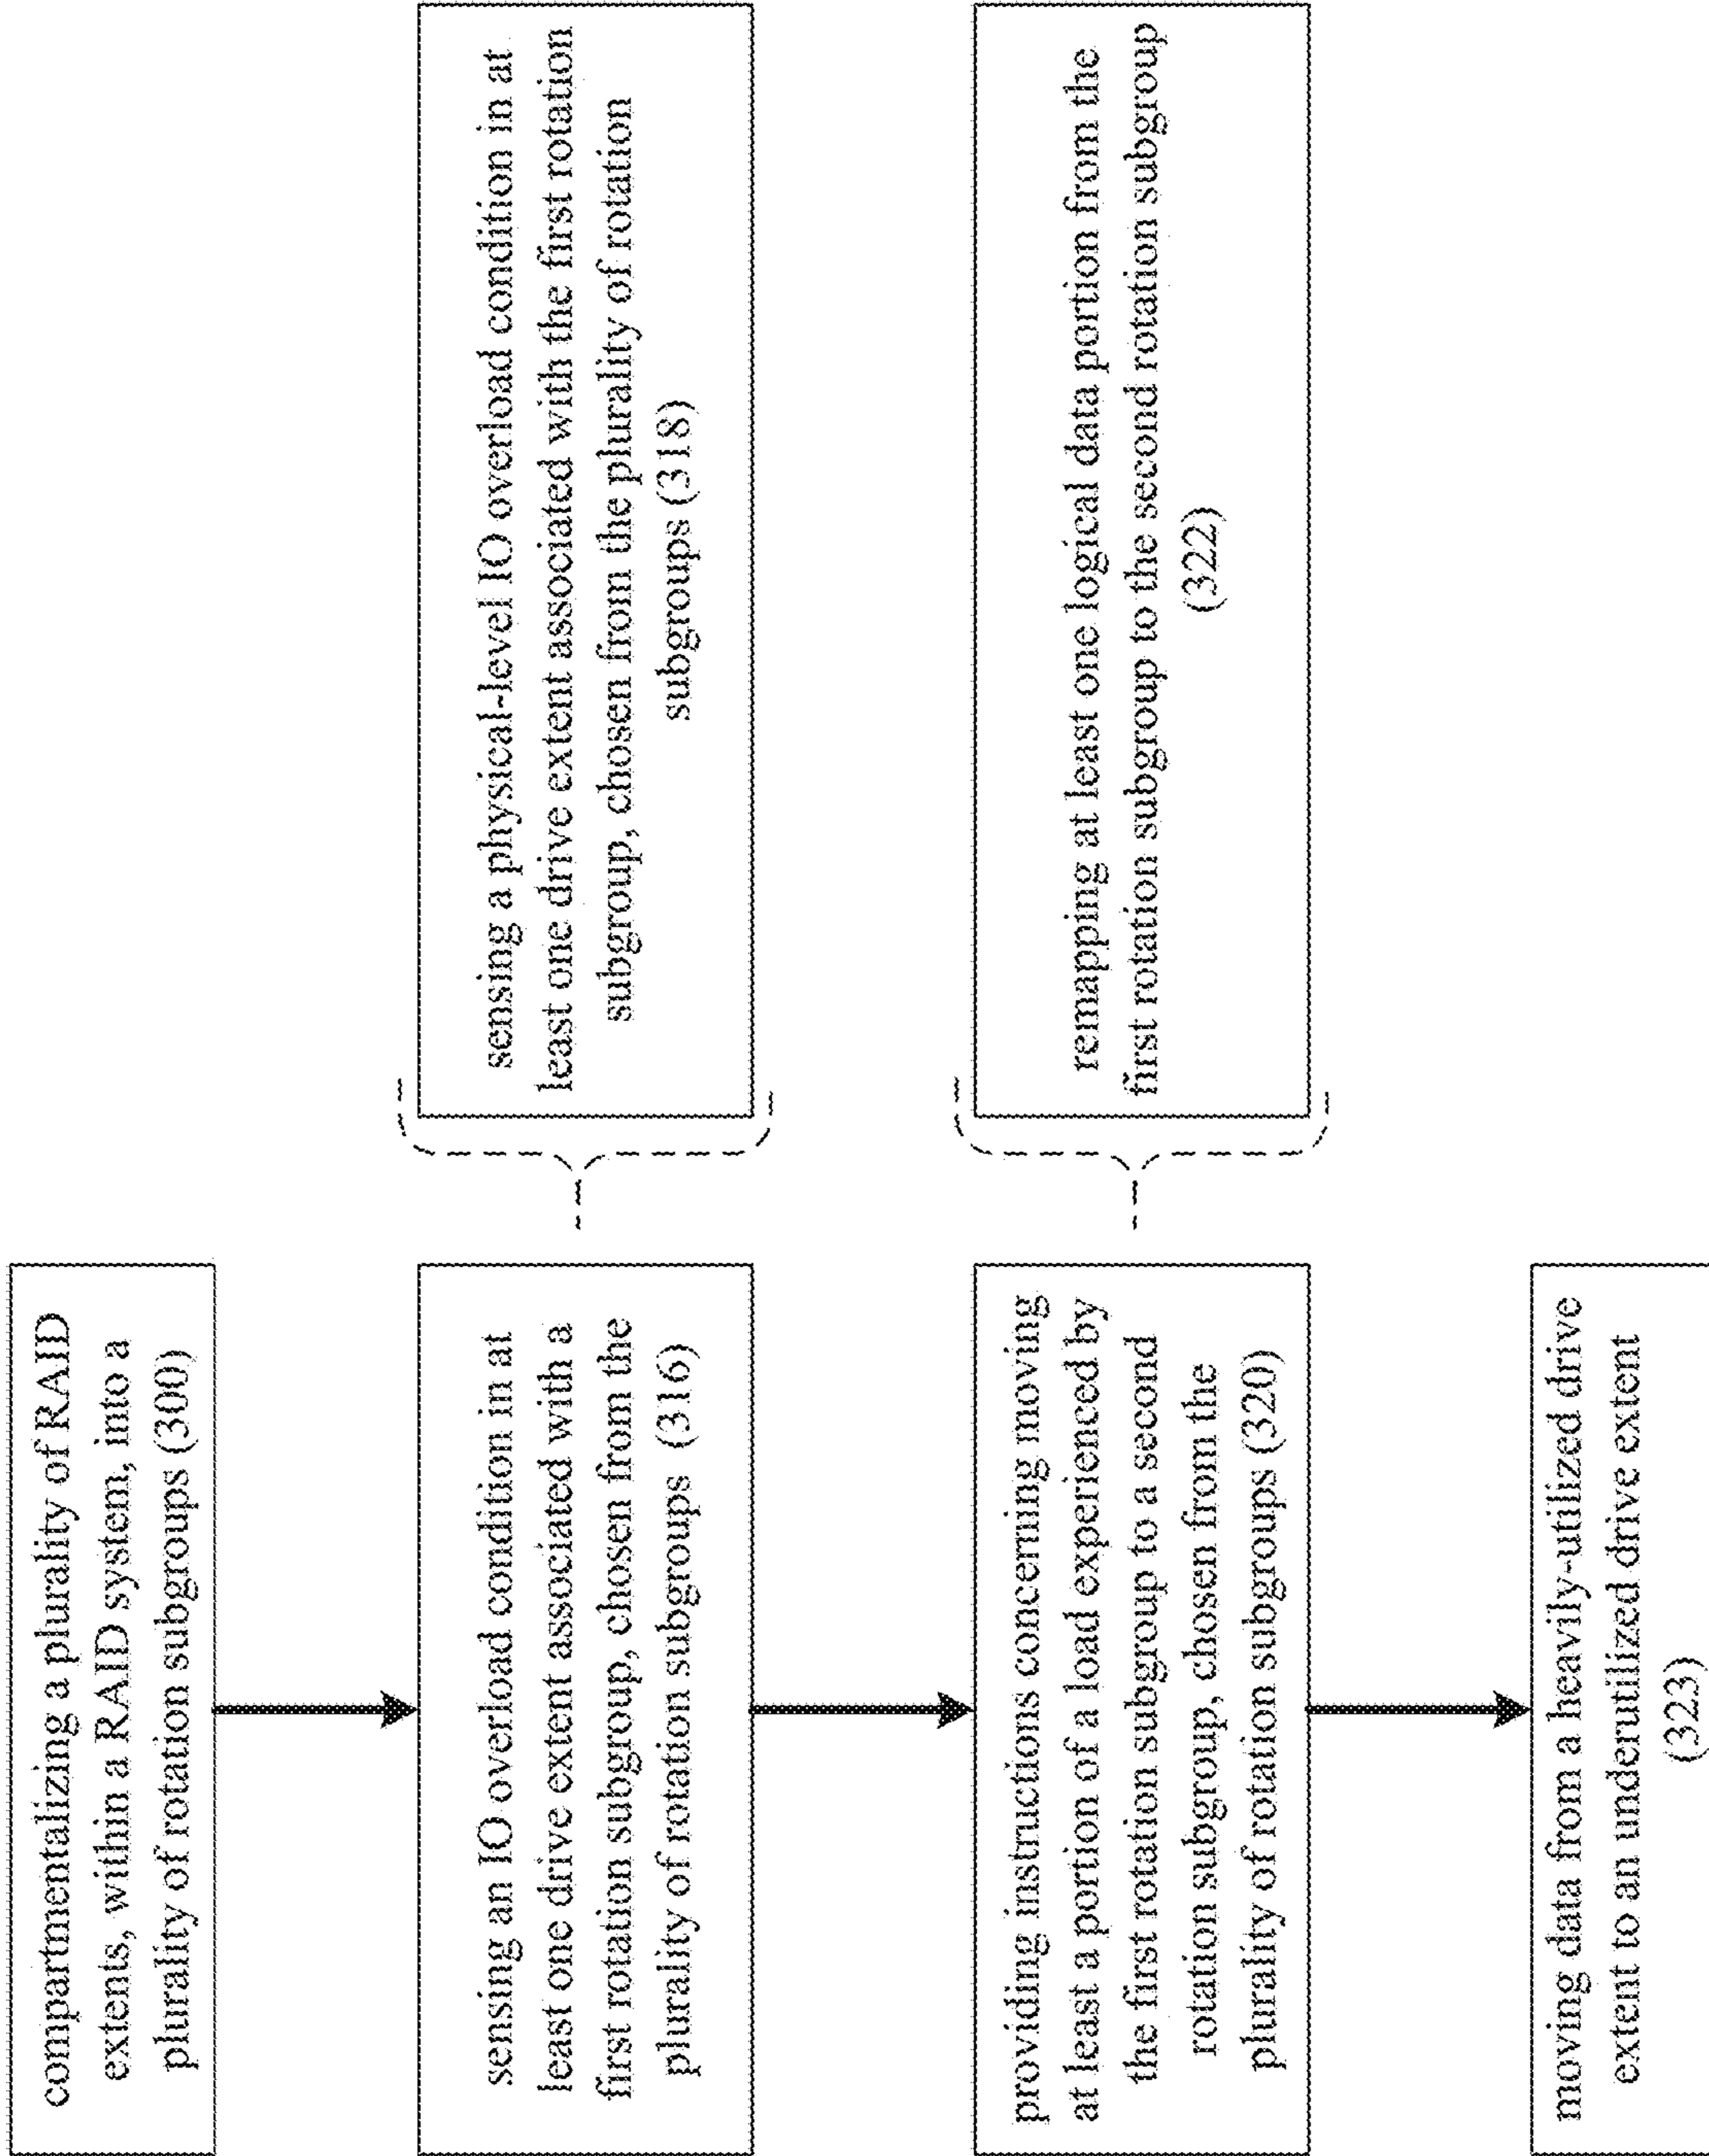 compartmentalizing a plurality of RAID
extents, within a RAID system, into a
plurality of rotation subgroups (300)
sensing an IO overload condition in at
least one drive extent associated with a
first rotation subgroup, chosen from the
plurality of rotation subgroups (316)
sensing a physical-level IO overload condition in at
least one drive extent associated with the first rotation
subgroup, chosen from the plurality of rotation
subgroups (318)
providing instructions concerning moving
at least a portion of a load experienced by
the first rotation subgroup to a second
rotation subgroup, chosen from the
plurality of rotation subgroups (320)
remapping at least one logical data portion from the
first rotation subgroup to the second rotation subgroup
(322)
moving data from a heavily-utilized drive
extent to an underutilized drive extent
(323)